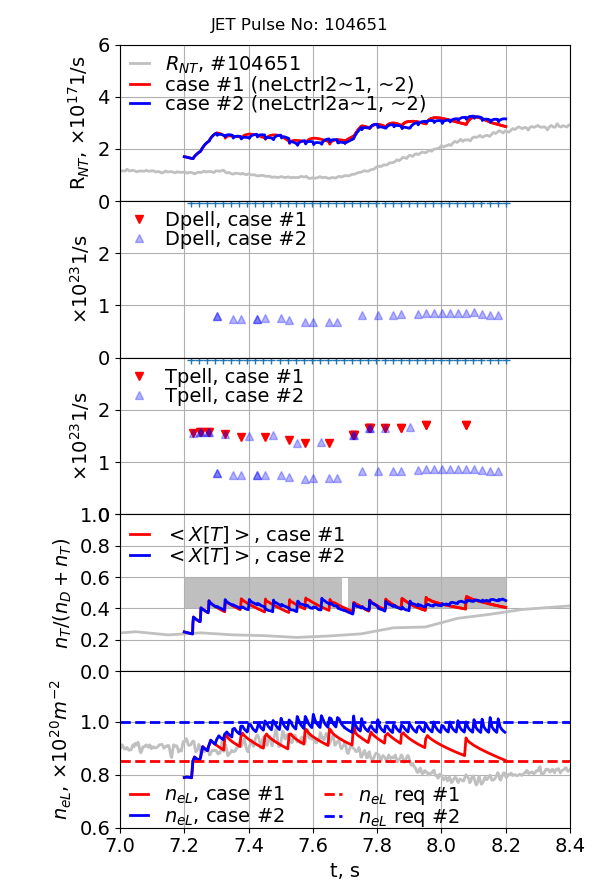 JET Pulse No: 104651
6
4
2
0
R_NT, ×10^17 1/s
R_NT, #104651
case #1 (neLctrl2~1, ~2)
case #2 (neLctrl2a~1, ~2)
2
1
0
×10^23 1/s
Dpell, case #1
Dpell, case #2
2
1
0
×10^23 1/s
Tpell, case #1
Tpell, case #2
1.0
0.8
0.6
0.4
0.2
0.0
n_T/(n_D + n_T)
<X[T]>, case #1
<X[T]>, case #2
1.0
0.8
0.6
n_eL, ×10^20 m^−2
n_eL, case #1
n_eL, case #2
n_eL req #1
n_eL req #2
7.0 7.2 7.4 7.6 7.8 8.0 8.2 8.4
t, s